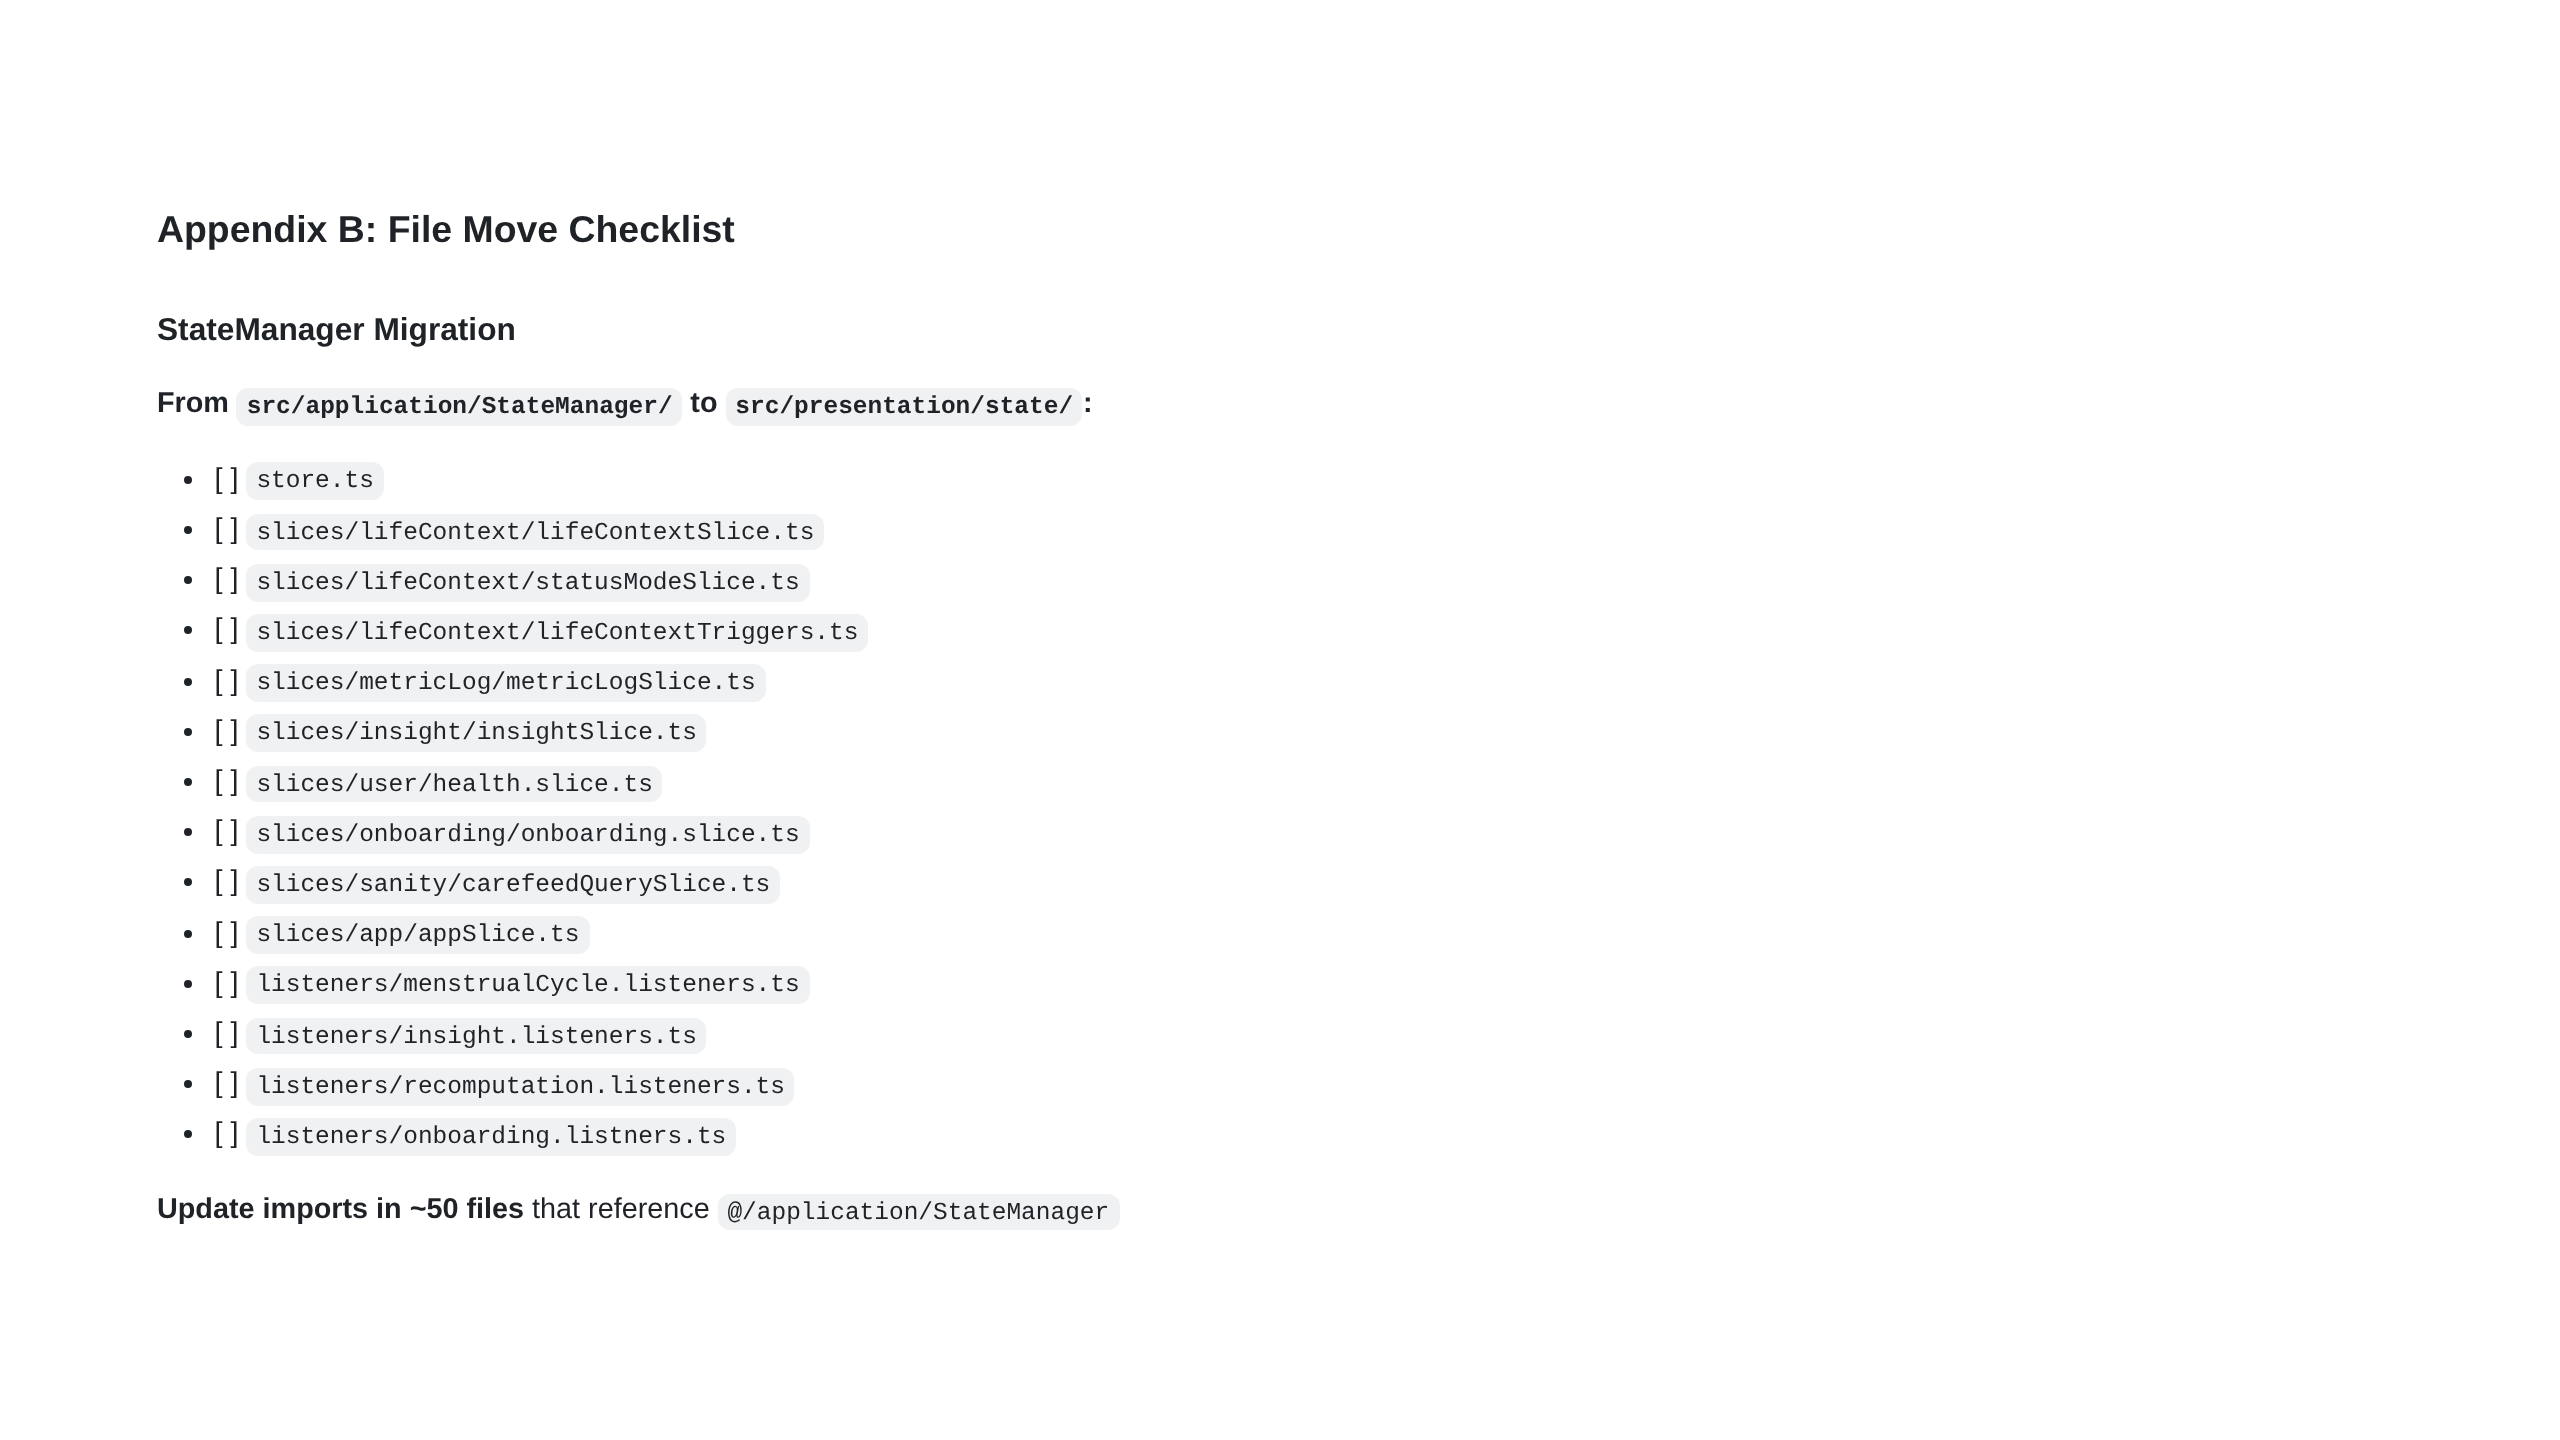 Appendix B: File Move Checklist
StateManager Migration
From src/application/StateManager/ to src/presentation/state/:
• [ ] store.ts
• [ ] slices/lifeContext/lifeContextSlice.ts
• [ ] slices/lifeContext/statusModeSlice.ts
• [ ] slices/lifeContext/lifeContextTriggers.ts
• [ ] slices/metricLog/metricLogSlice.ts
• [ ] slices/insight/insightSlice.ts
• [ ] slices/user/health.slice.ts
• [ ] slices/onboarding/onboarding.slice.ts
• [ ] slices/sanity/carefeedQuerySlice.ts
• [ ] slices/app/appSlice.ts
• [ ] listeners/menstrualCycle.listeners.ts
• [ ] listeners/insight.listeners.ts
• [ ] listeners/recomputation.listeners.ts
• [ ] listeners/onboarding.listners.ts
Update imports in ~50 files that reference @/application/StateManager